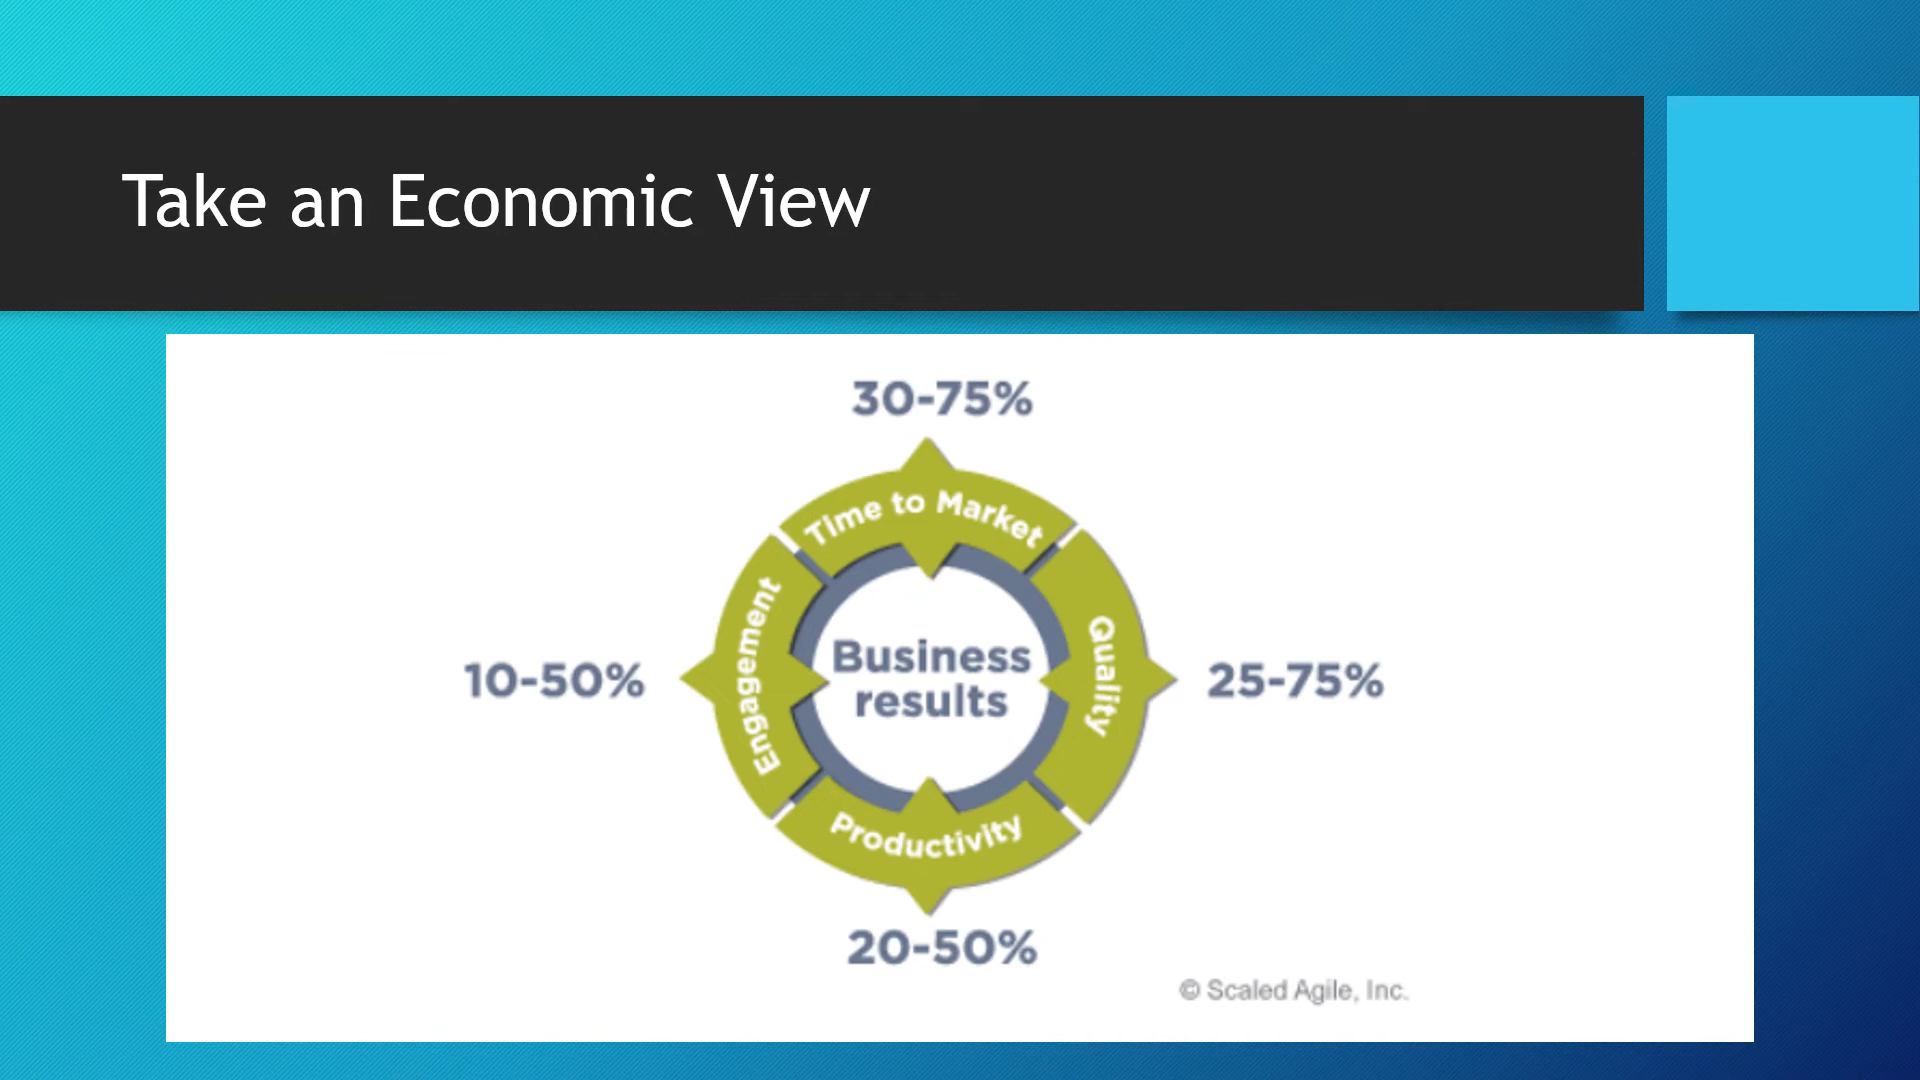 Take an Economic View
30-75%
Time to Market
Engagement
Quality
10-50%
Business
results
25-75%
Productivity
20-50%
© Scaled Agile, Inc.